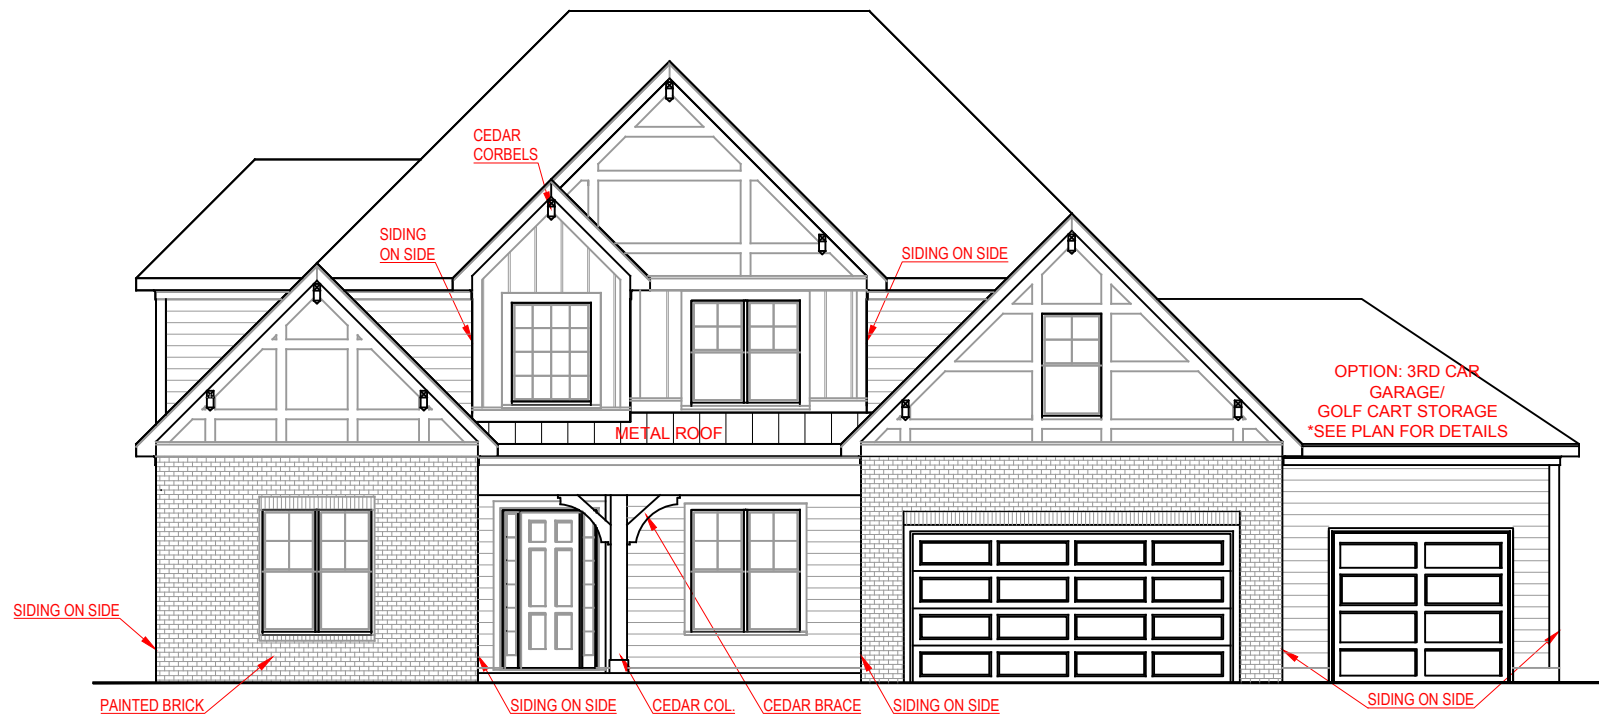 CEDAR
CORBELS
SIDING
ON SIDE
SIDING ON SIDE
OPTION: 3RD CAR
GARAGE/
GOLF CART STORAGE
*SEE PLAN FOR DETAILS
METAL ROOF
SIDING ON SIDE
PAINTED BRICK
SIDING ON SIDE
CEDAR COL.
CEDAR BRACE
SIDING ON SIDE
SIDING ON SIDE